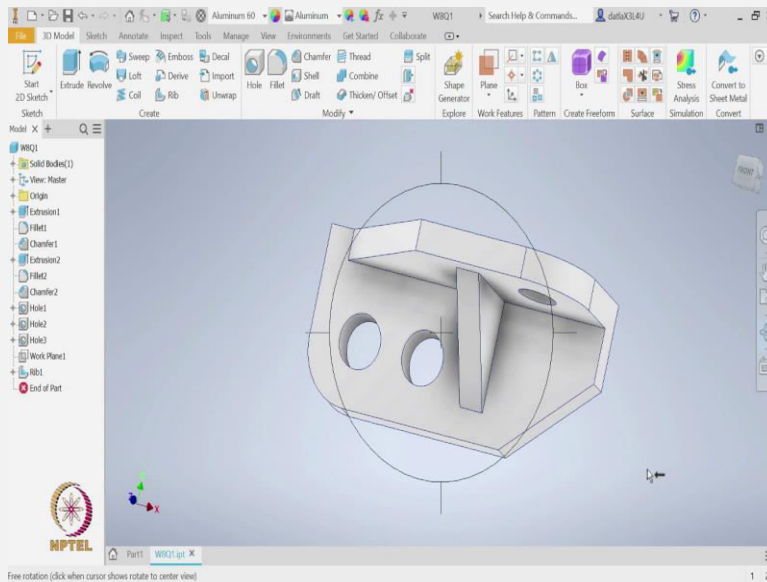 Aluminum 60 Aluminum fx W8Q1 Search Help & Commands... datlaX3L4U
File 3D Model Sketch Annotate Inspect Tools Manage View Environments Get Started Collaborate
Start 2D Sketch Extrude Revolve Sweep Emboss Decal Hole Fillet Chamfer Thread Split Shape Generator Plane Box Stress Analysis Convert to Sheet Metal
Loft Derive Import Shell Combine
Coil Rib Unwrap Draft Thicken/ Offset
Sketch Create Modify Explore Work Features Pattern Create Freeform Surface Simulation Convert
Model X +
W8Q1
Solid Bodies(1)
View: Master
Origin
Extrusion1
Fillet1
Chamfer1
Extrusion2
Fillet2
Chamfer2
Hole1
Hole2
Hole3
Work Plane1
Rib1
End of Part
FRONT
X
NPTEL
Part1 W8Q1.ipt X
Free rotation (click when cursor shows rotate to center view) 1